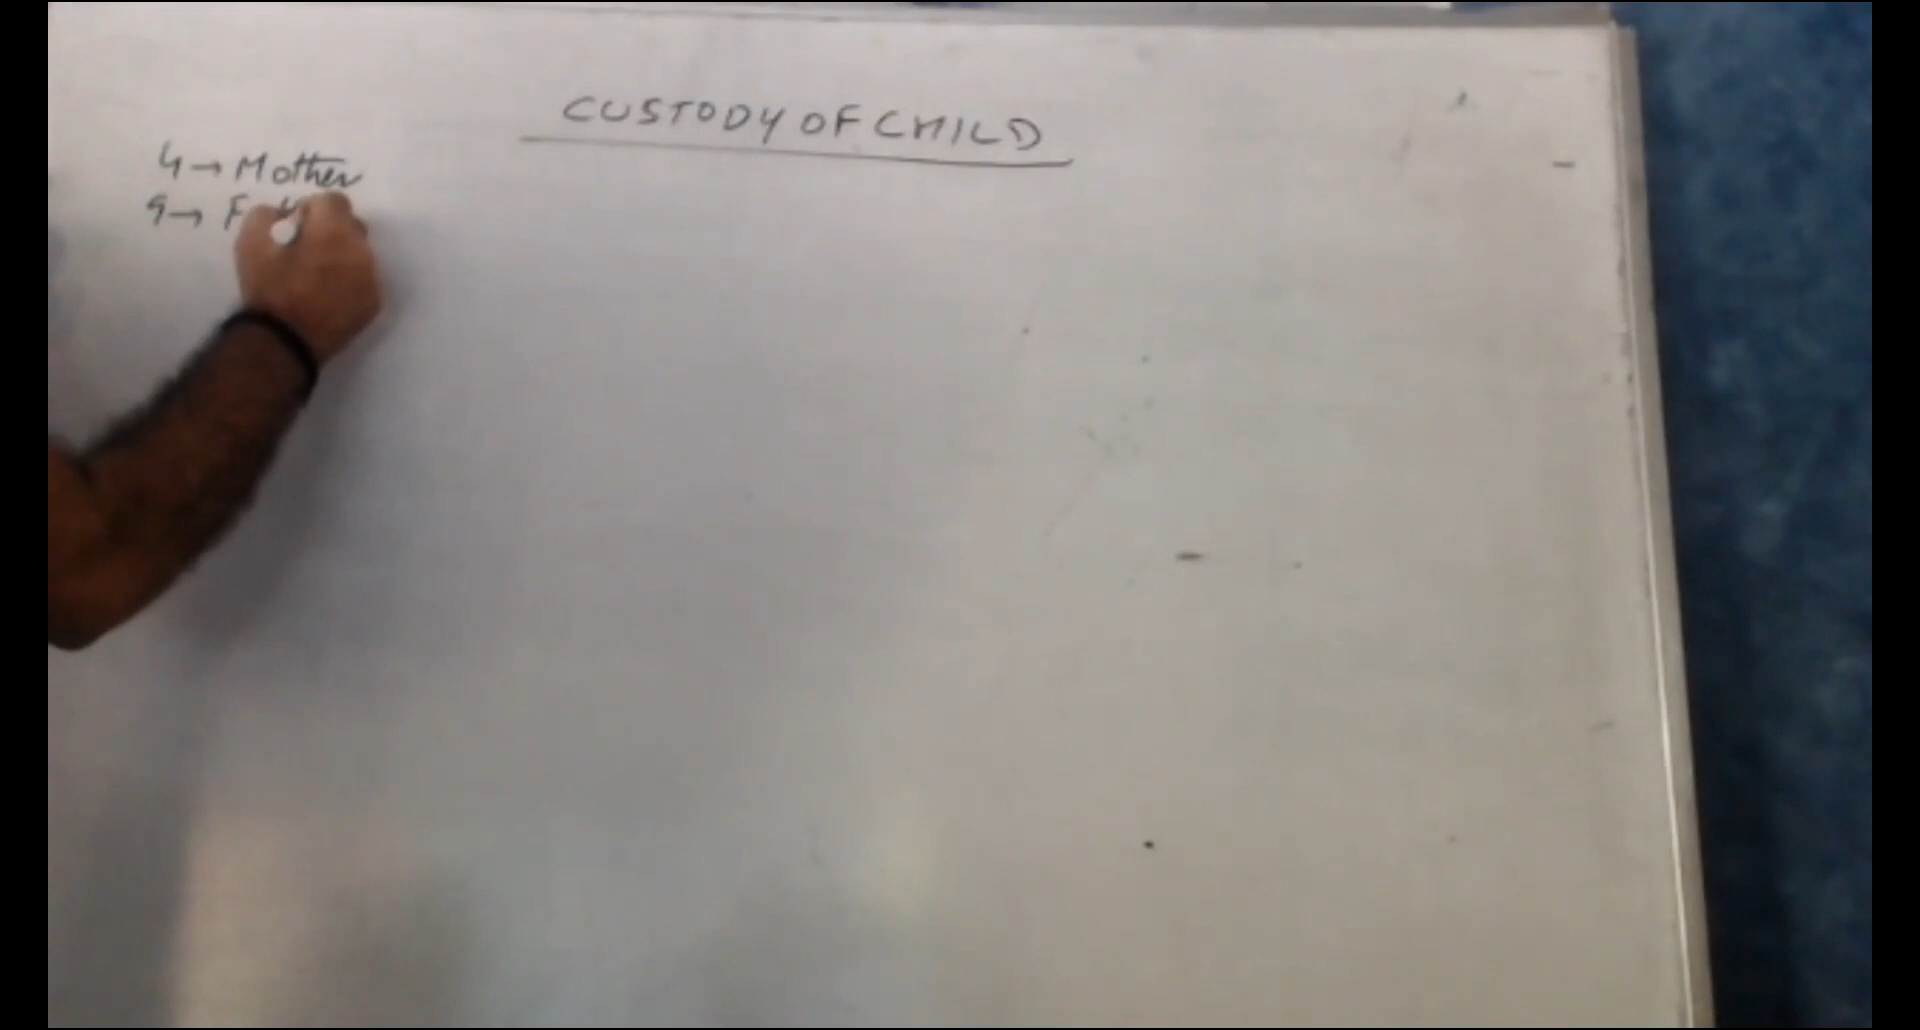 CUSTODY OF CHILD
4 → Mother
9 →